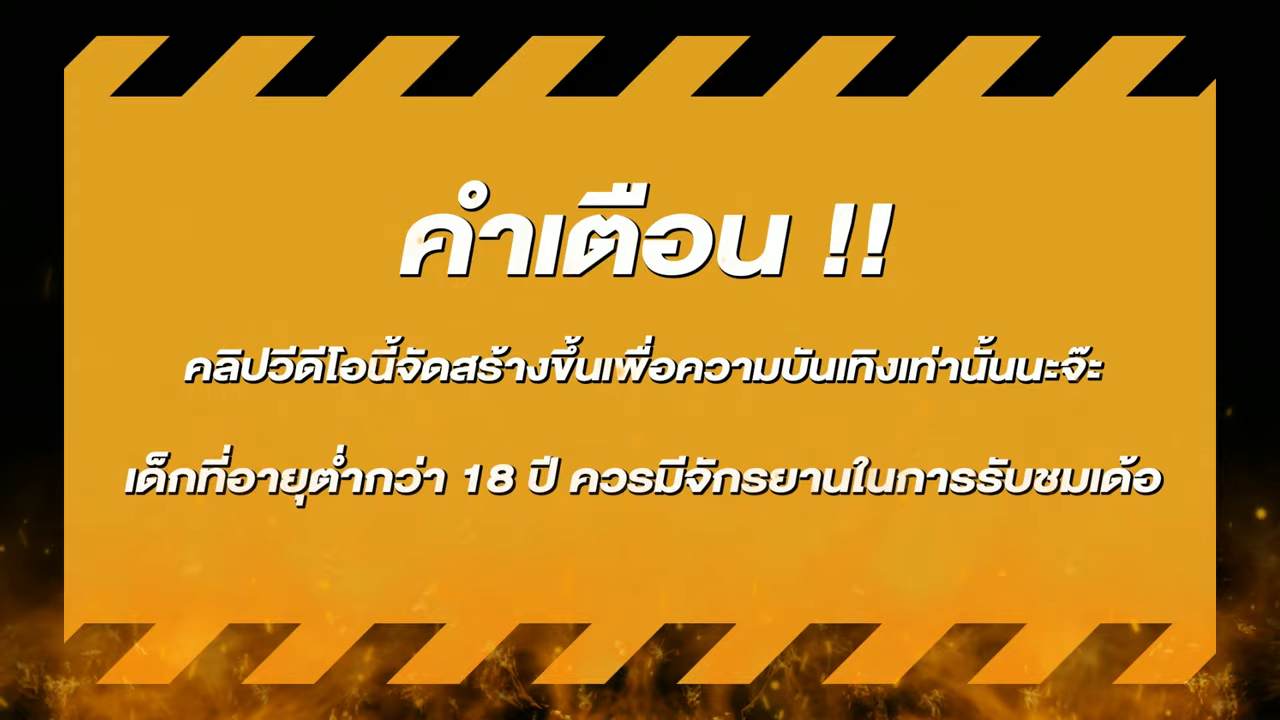 คำเตือน !!
คลิปวีดีโอนี้จัดสร้างขึ้นเพื่อความบันเทิงเท่านั้นนะจ๊ะ
เด็กที่อายุต่ำกว่า 18 ปี ควรมีจักรยานในการรับชมเด้อ